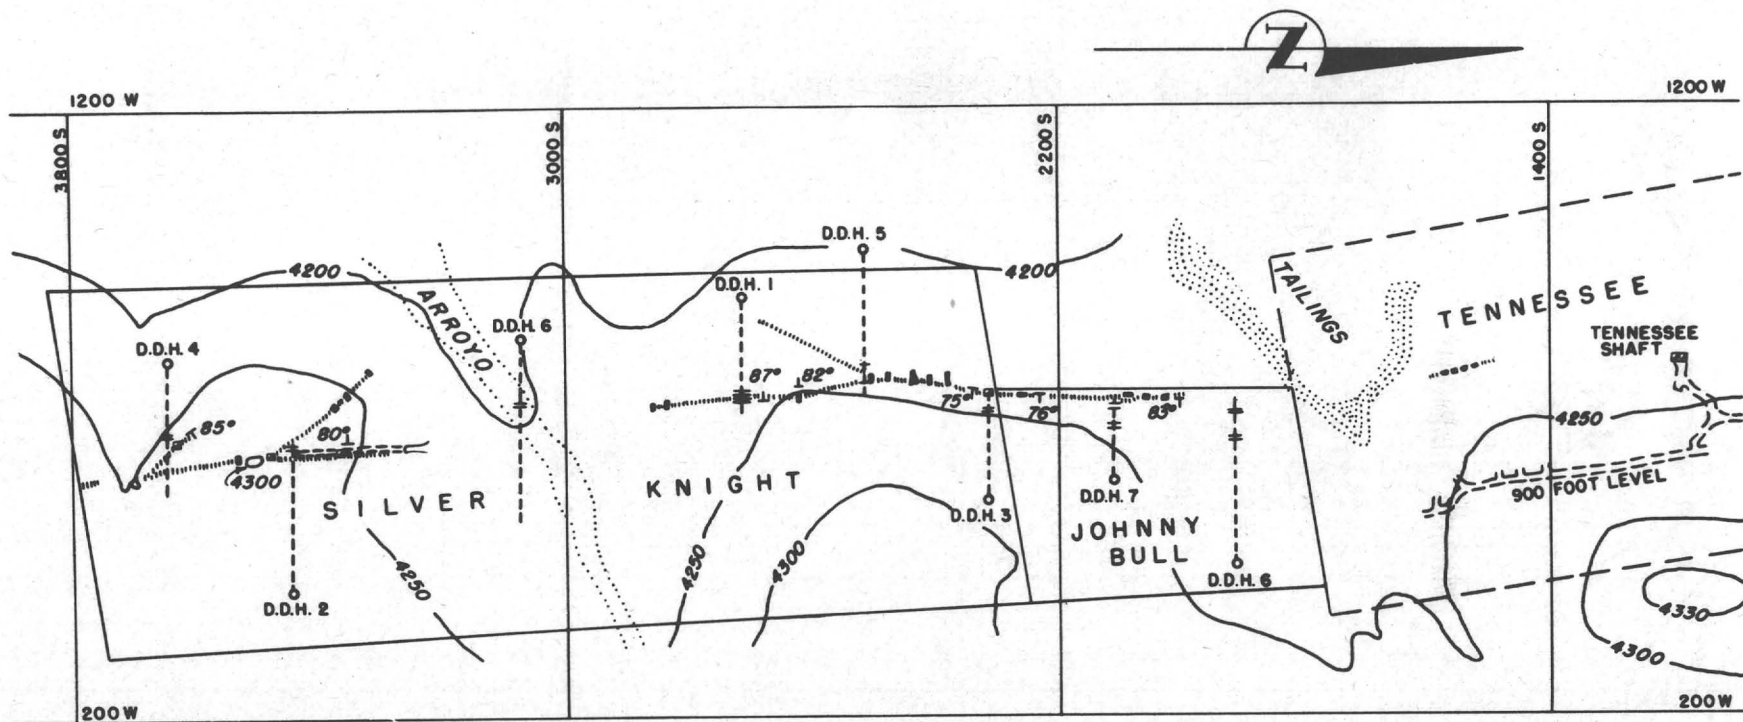 N
1200 W
1200 W
3800 S
3000 S
2200 S
1400 S
D.D.H. 5
4200
4200
TAILINGS
TENNESSEE
D.D.H. 1
ARROYO
D.D.H. 6
TENNESSEE
SHAFT
D.D.H. 4
87°
82°
75°
76°
83°
4250
85°
80°
4300
SILVER
KNIGHT
D.D.H. 7
900 FOOT LEVEL
D.D.H. 3
JOHNNY
BULL
4250
4250
4300
D.D.H. 6
D.D.H. 2
4330
4300
200 W
200 W